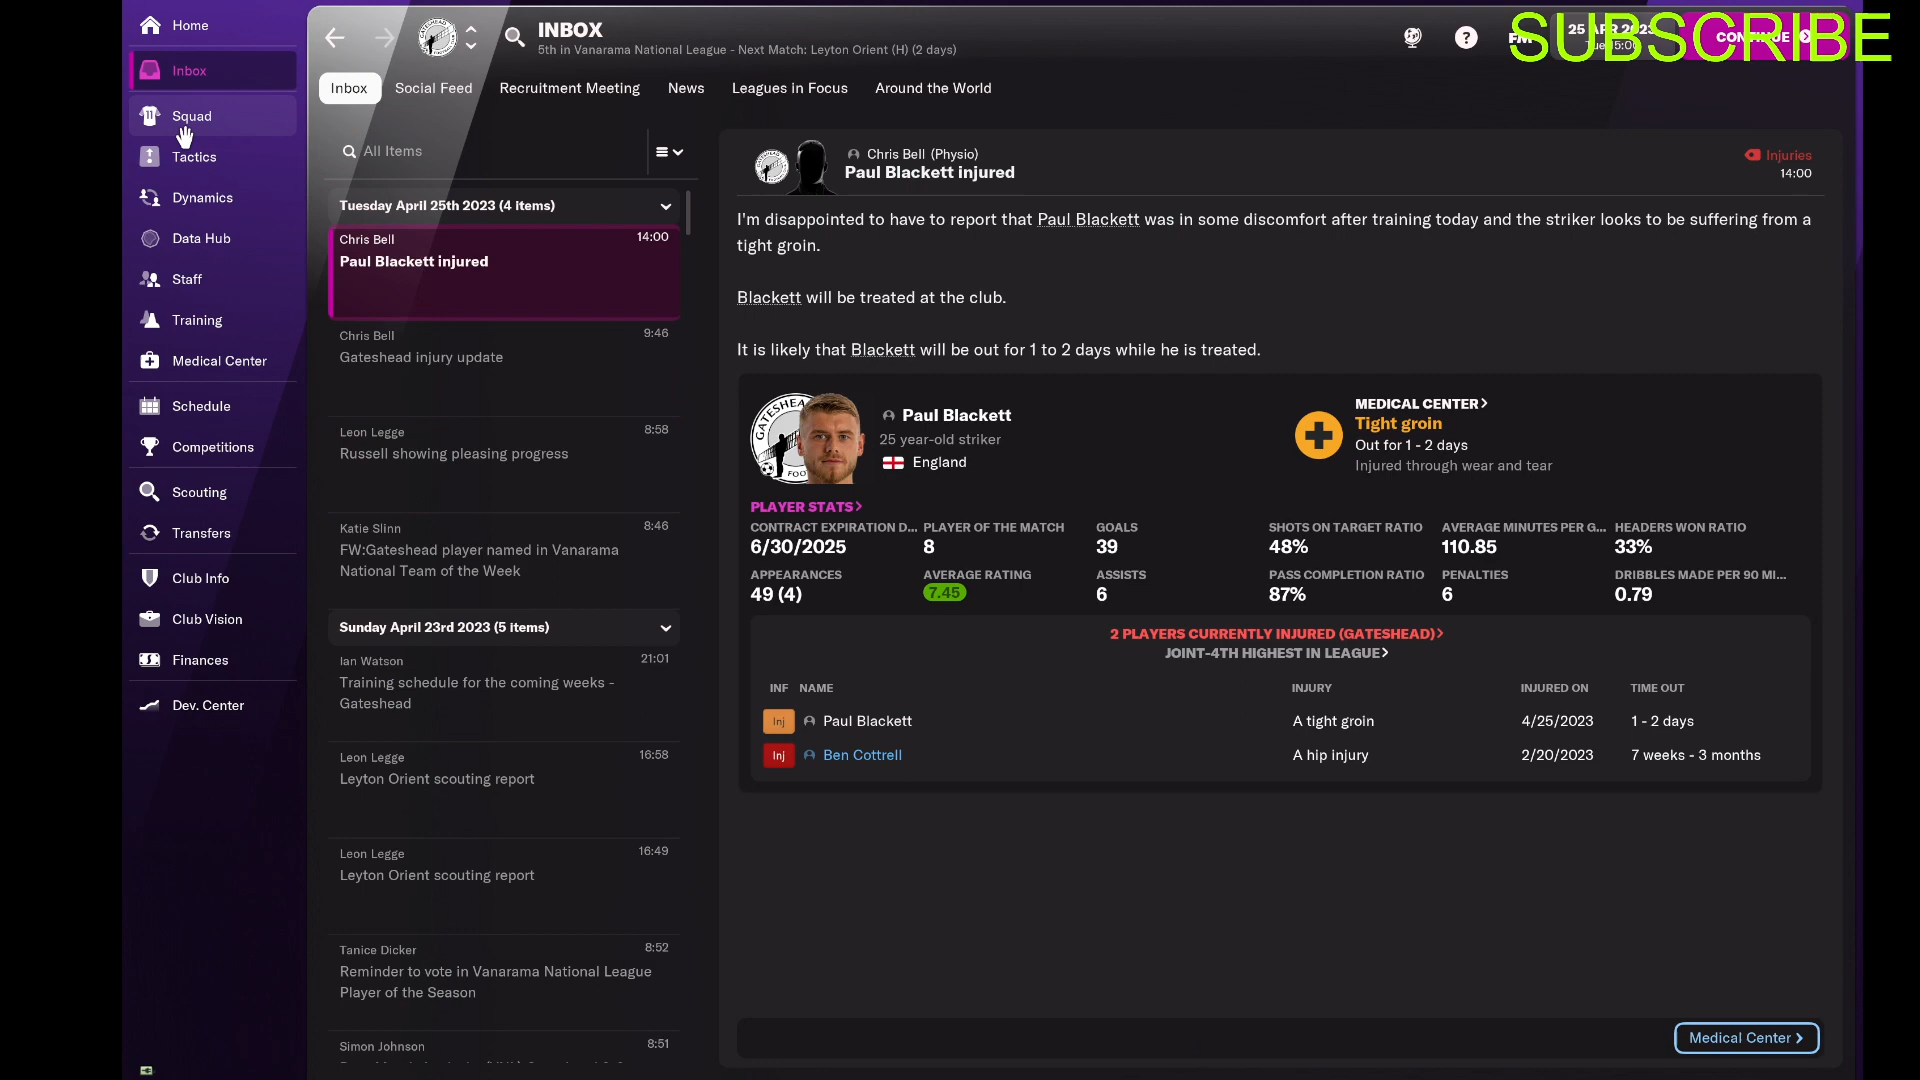 Home
Inbox
Squad
Tactics
Dynamics
Data Hub
Staff
Training
Medical Center
Schedule
Competitions
Scouting
Transfers
Club Info
Club Vision
Finances
Dev. Center
INBOX
5th in Vanarama National League - Next Match: Leyton Orient (H) (2 days)
FM
25 APR 2023
Tue 15:00
CONTINUE
SUBSCRIBE
Inbox
Social Feed
Recruitment Meeting
News
Leagues in Focus
Around the World
All Items
Tuesday April 25th 2023 (4 items)
Chris Bell 14:00
Paul Blackett injured
Chris Bell 9:46
Gateshead injury update
Leon Legge 8:58
Russell showing pleasing progress
Katie Slinn 8:46
FW:Gateshead player named in Vanarama
National Team of the Week
Sunday April 23rd 2023 (5 items)
Ian Watson 21:01
Training schedule for the coming weeks -
Gateshead
Leon Legge 16:58
Leyton Orient scouting report
Leon Legge 16:49
Leyton Orient scouting report
Tanice Dicker 8:52
Reminder to vote in Vanarama National League
Player of the Season
Simon Johnson 8:51
Chris Bell (Physio)
Paul Blackett injured
Injuries
14:00
I'm disappointed to have to report that Paul Blackett was in some discomfort after training today and the striker looks to be suffering from a
tight groin.
Blackett will be treated at the club.
It is likely that Blackett will be out for 1 to 2 days while he is treated.
GATESHEAD
FOO
Paul Blackett
25 year-old striker
England
MEDICAL CENTER
Tight groin
Out for 1 - 2 days
Injured through wear and tear
PLAYER STATS
CONTRACT EXPIRATION D... PLAYER OF THE MATCH GOALS SHOTS ON TARGET RATIO AVERAGE MINUTES PER G... HEADERS WON RATIO
6/30/2025 8 39 48% 110.85 33%
APPEARANCES AVERAGE RATING ASSISTS PASS COMPLETION RATIO PENALTIES DRIBBLES MADE PER 90 MI...
49 (4) 7.45 6 87% 6 0.79
2 PLAYERS CURRENTLY INJURED (GATESHEAD)
JOINT-4TH HIGHEST IN LEAGUE
INF NAME INJURY INJURED ON TIME OUT
Inj Paul Blackett A tight groin 4/25/2023 1 - 2 days
Inj Ben Cottrell A hip injury 2/20/2023 7 weeks - 3 months
Medical Center